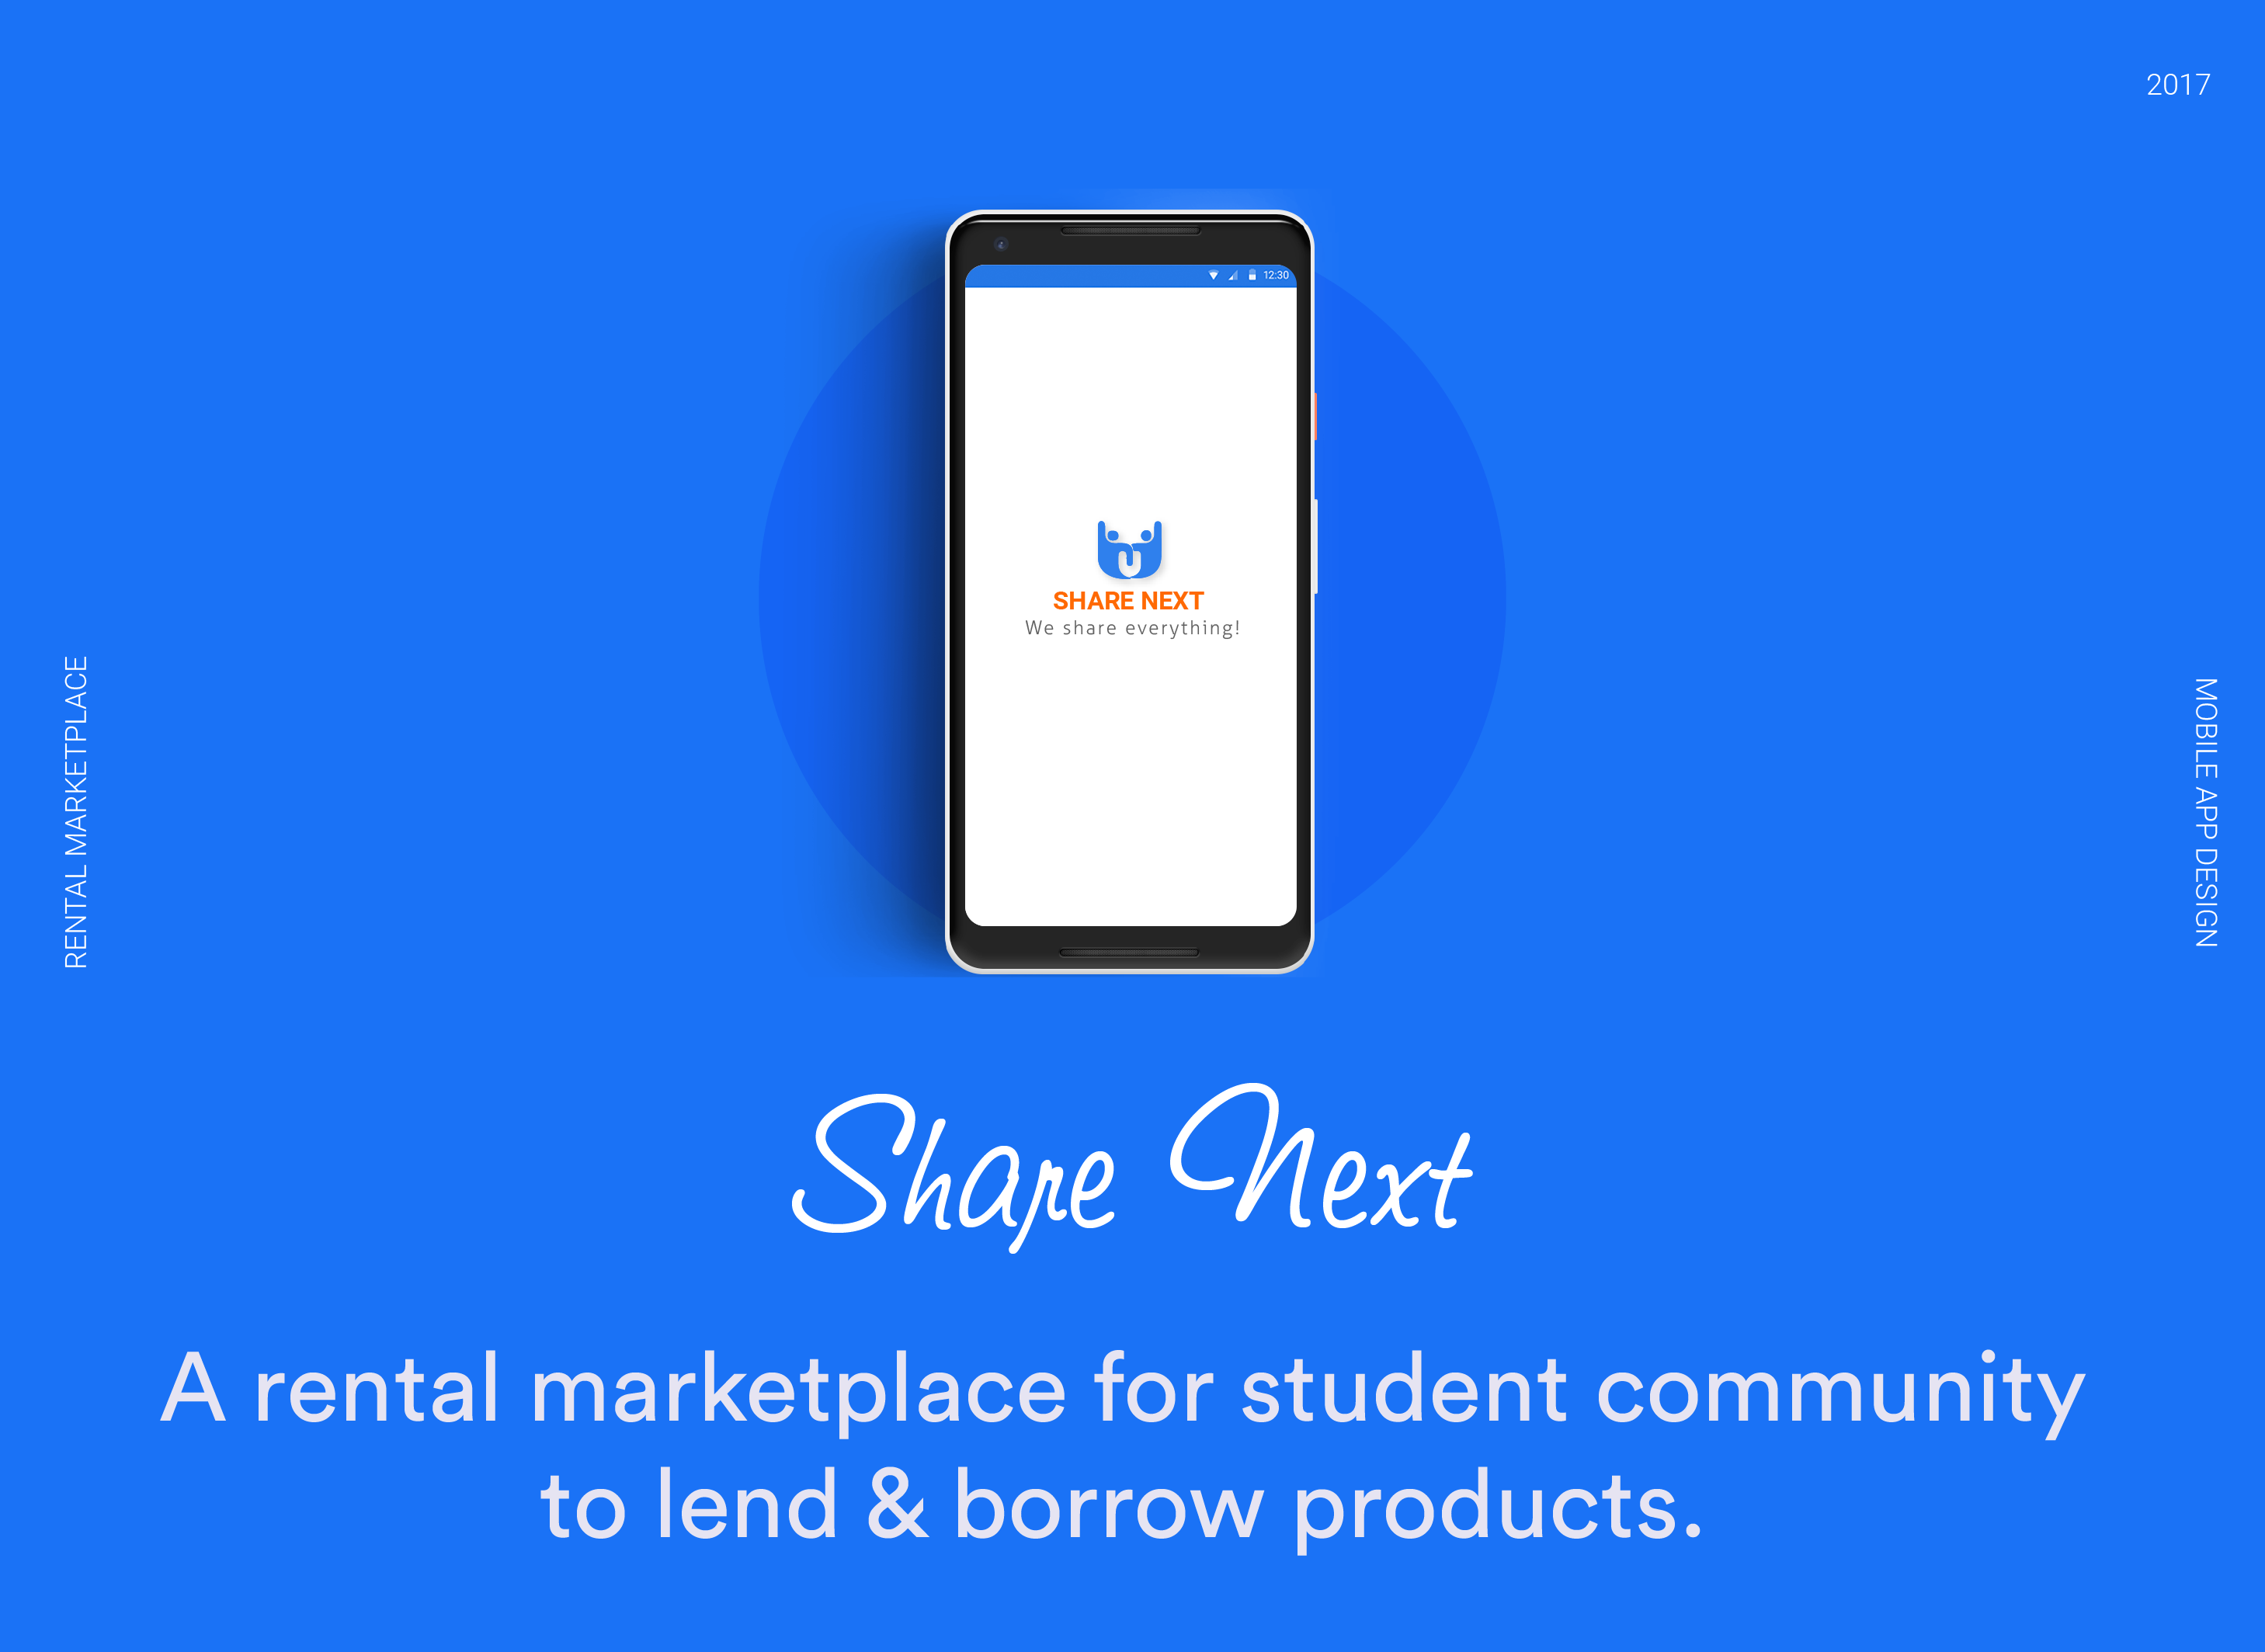 2017
12:30
SHARE NEXT
We share everything!
RENTAL MARKETPLACE
MOBILE APP DESIGN
Share Next
A rental marketplace for student community
to lend & borrow products.